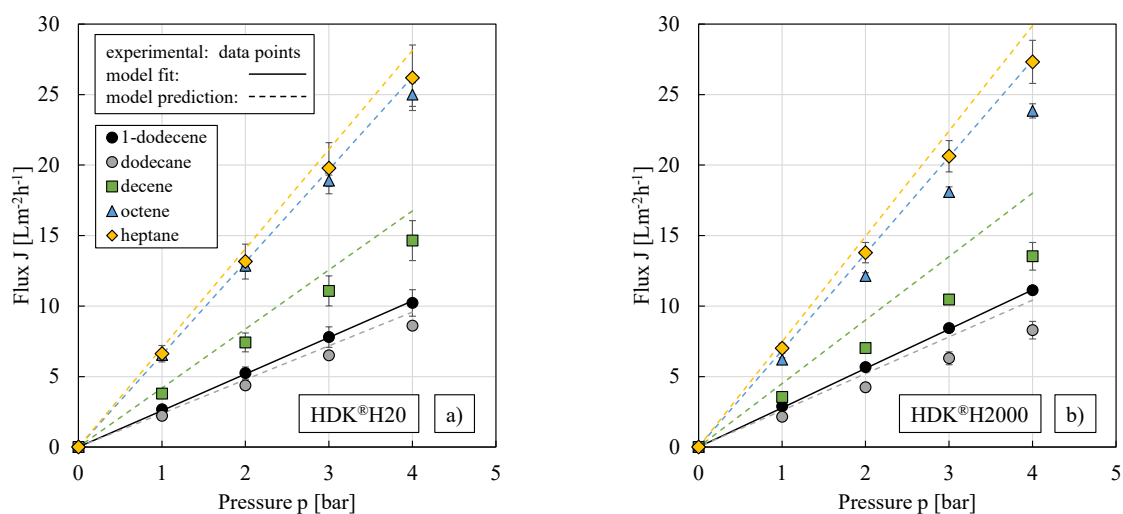 30
25
20
15
10
5
0
Flux J [Lm⁻²h⁻¹]
experimental: data points
model fit:
model prediction:
1-dodecene
dodecane
decene
octene
heptane
HDK®H20
a)
0 1 2 3 4 5
Pressure p [bar]
30
25
20
15
10
5
0
Flux J [Lm⁻²h⁻¹]
HDK®H2000
b)
0 1 2 3 4 5
Pressure p [bar]